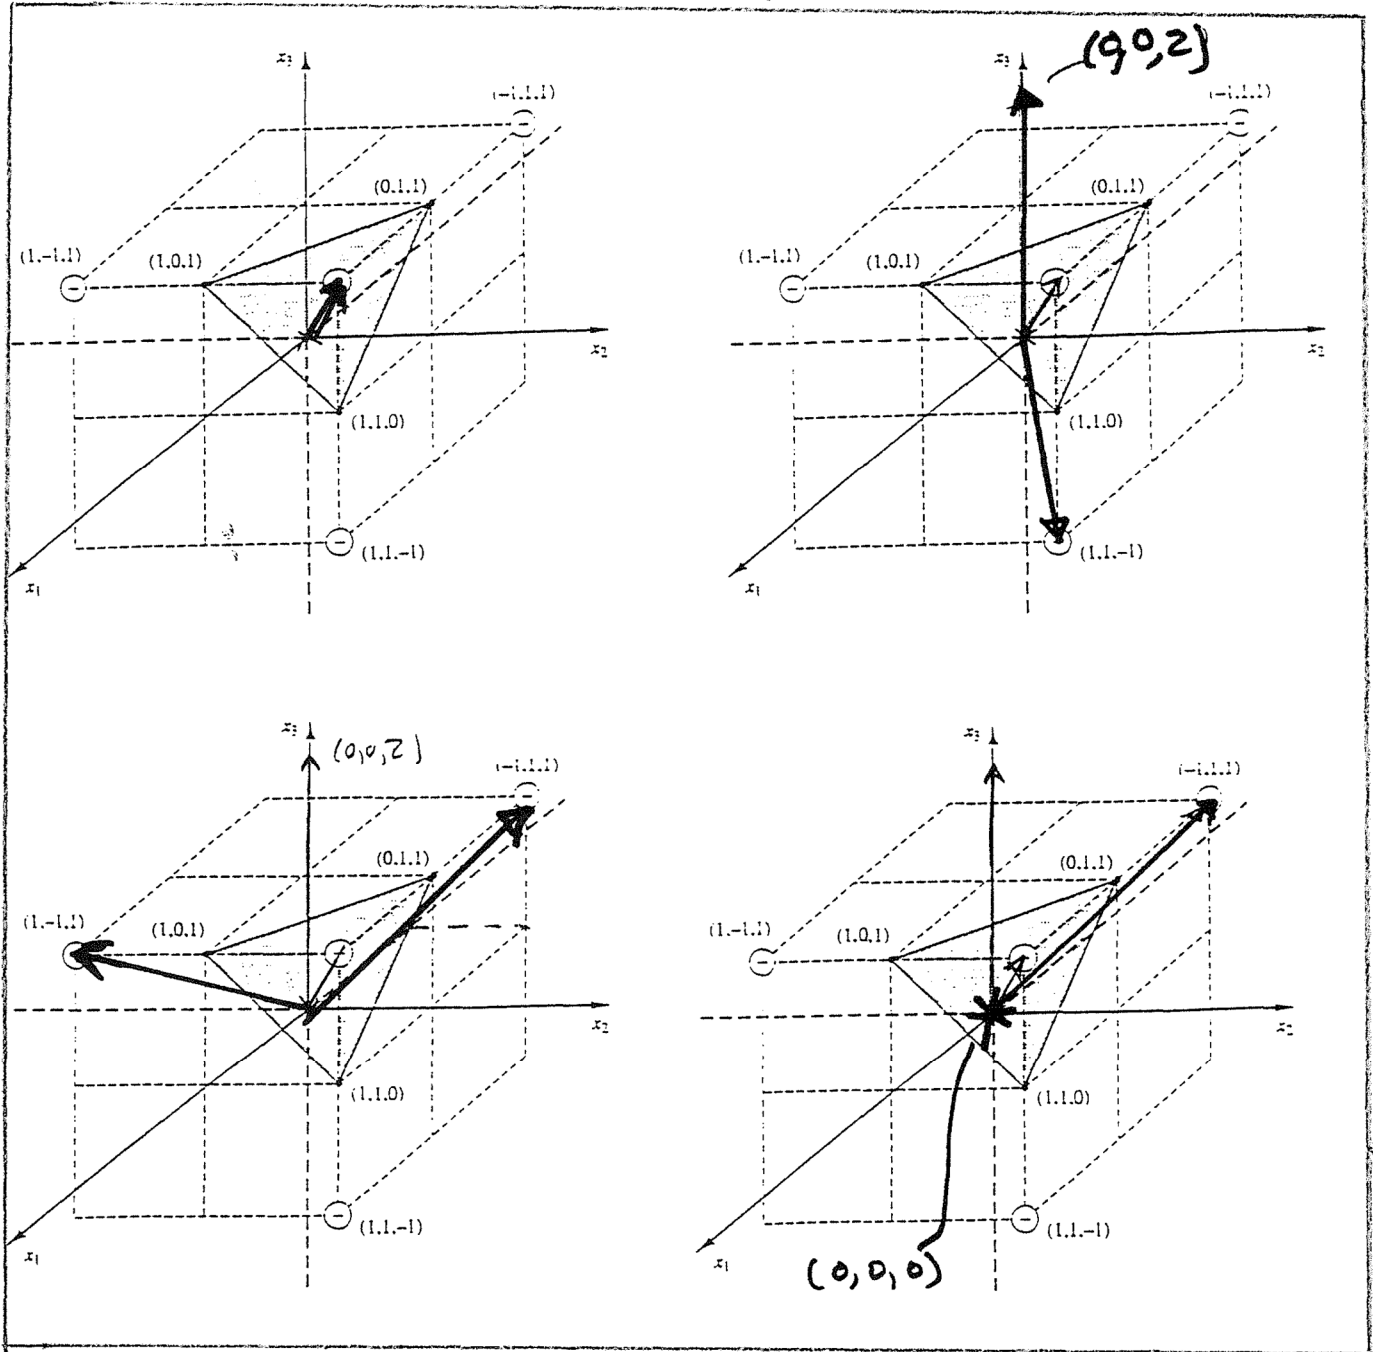 x₃
(0,0,2)
(-1.1.1)
(0.1.1)
(1.-1.1)
(1.0.1)
x₂
(1.1.0)
(1.1.-1)
x₁
x₃
(-1.1.1)
(0.1.1)
(1.-1.1)
(1.0.1)
x₂
(1.1.0)
(1.1.-1)
x₁
x₃
(0,0,2)
(-1.1.1)
(0.1.1)
(1.-1.1)
(1.0.1)
x₂
(1.1.0)
(1.1.-1)
x₁
x₃
(-1.1.1)
(0.1.1)
(1.-1.1)
(1.0.1)
x₂
(1.1.0)
(1.1.-1)
x₁
(0,0,0)